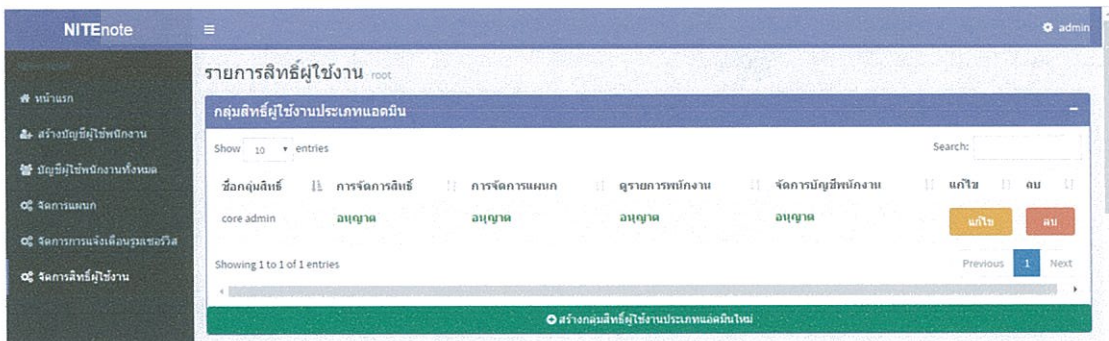 NITEnote
admin
รายการสิทธิ์ผู้ใช้งาน root
หน้าแรก
สร้างบัญชีผู้ใช้พนักงาน
บัญชีผู้ใช้พนักงานทั้งหมด
จัดการแผนก
จัดการการแจ้งเตือนรูมเซอร์วิส
จัดการสิทธิ์ผู้ใช้งาน
กลุ่มสิทธิ์ผู้ใช้งานประเภทแอดมิน
Show 10 entries Search:
ชื่อกลุ่มสิทธิ์ การจัดการสิทธิ์ การจัดการแผนก ดูรายการพนักงาน จัดการบัญชีพนักงาน แก้ไข ลบ
core admin อนุญาต อนุญาต อนุญาต อนุญาต แก้ไข ลบ
Showing 1 to 1 of 1 entries Previous 1 Next
สร้างกลุ่มสิทธิ์ผู้ใช้งานประเภทแอดมินใหม่